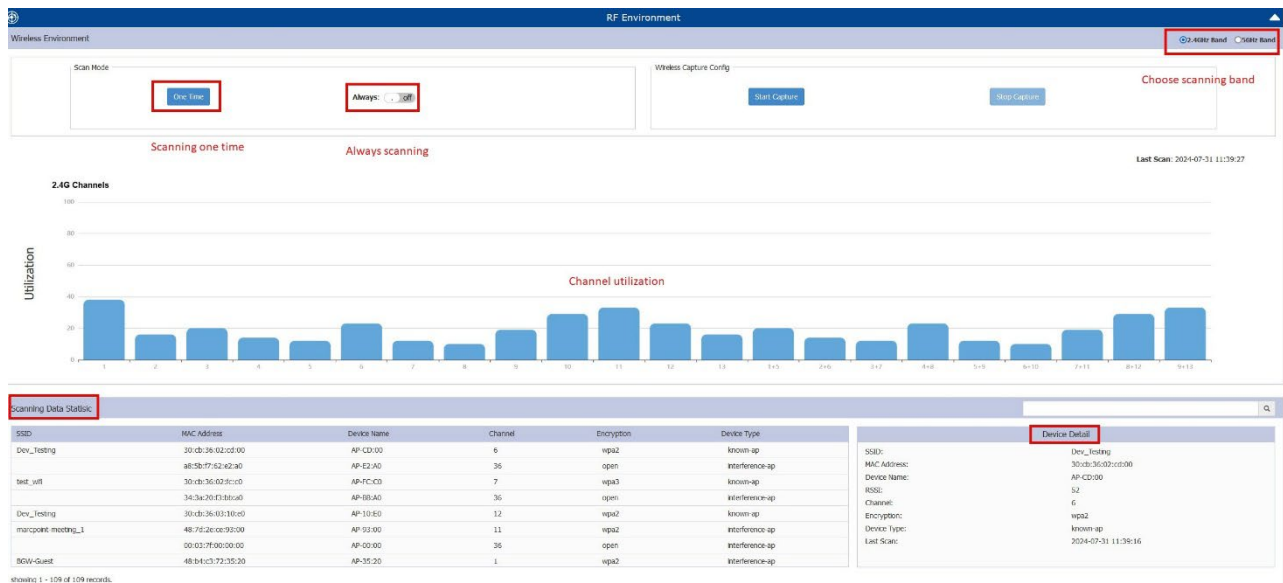 RF Environment
Wireless Environment
2.4GHz Band 5GHz Band
Scan Mode
Wireless Capture Config
One Time
Always: off
Start Capture
Stop Capture
Choose scanning band
Scanning one time
Always scanning
Last Scan: 2024-07-31 11:39:27
2.4G Channels
100
80
60
40
20
0
Utilization
Channel utilization
1 2 3 4 5 6 7 8 9 10 11 12 13 1+5 2+6 3+7 4+8 5+9 6+10 7+11 8+12 9+13
Scanning Data Statisic
SSID MAC Address Device Name Channel Encryption Device Type
Dev_Testing 30:cb:36:02:cd:00 AP-CD:00 6 wpa2 known-ap
a8:5b:f7:62:e2:a0 AP-E2:A0 36 open interference-ap
test_wifi 30:cb:36:02:fc:c0 AP-FC:C0 7 wpa3 known-ap
34:3a:20:f3:bb:a0 AP-BB:A0 36 open interference-ap
Dev_Testing 30:cb:36:03:10:e0 AP-10:E0 12 wpa2 known-ap
marcpoint-meeting_1 48:7d:2e:ce:93:00 AP-93:00 11 wpa2 interference-ap
00:03:7f:00:00:00 AP-00:00 36 open interference-ap
BGW-Guest 48:b4:c3:72:35:20 AP-35:20 1 wpa2 interference-ap
Device Detail
SSID: Dev_Testing
MAC Address: 30:cb:36:02:cd:00
Device Name: AP-CD:00
RSSI: 52
Channel: 6
Encryption: wpa2
Device Type: known-ap
Last Scan: 2024-07-31 11:39:16
showing 1 - 109 of 109 records.